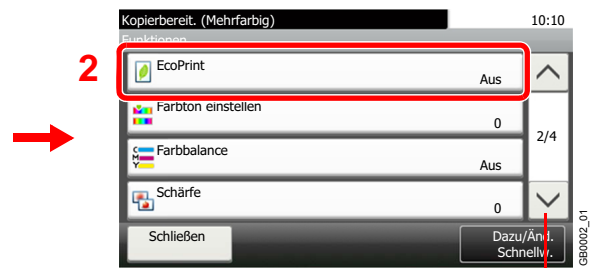 Kopierbereit. (Mehrfarbig) 10:10
Funktionen
2
EcoPrint
Aus
Farbton einstellen
0
2/4
Farbbalance
Aus
Schärfe
0
Schließen
Dazu/Änd.
Schnellw.
GB0002_01